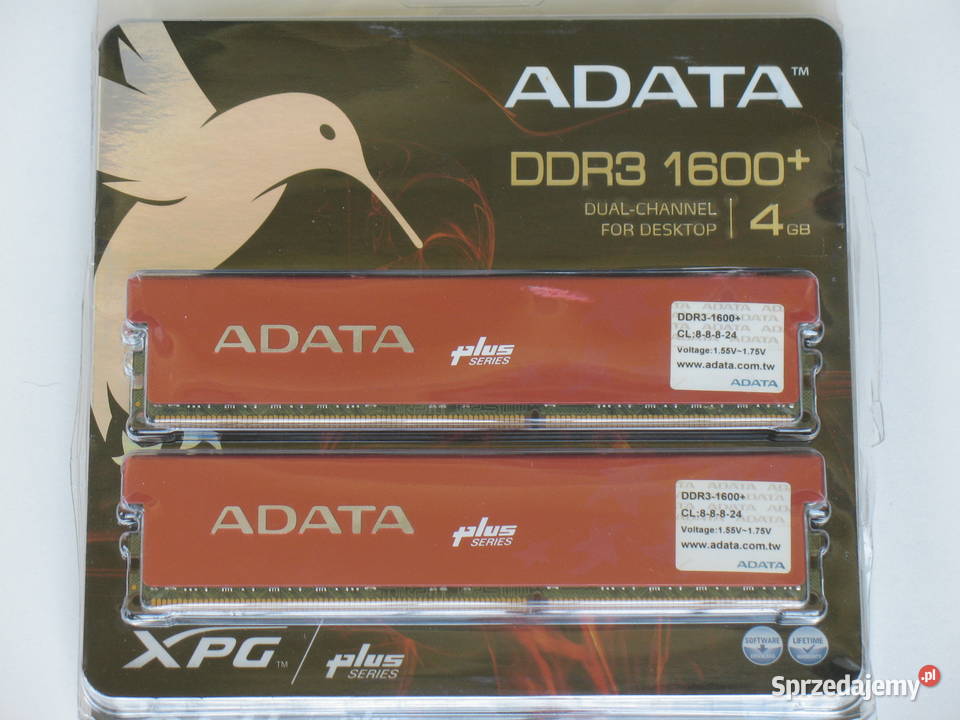 ADATA™
DDR3 1600+
DUAL-CHANNEL
FOR DESKTOP
4GB
ADATA
plus
SERIES
DDR3-1600+
CL:8-8-8-24
Voltage:1.55V~1.75V
www.adata.com.tw
ADATA
ADATA
plus
SERIES
DDR3-1600+
CL:8-8-8-24
Voltage:1.55V~1.75V
www.adata.com.tw
ADATA
XPG™
plus
SERIES
SOFTWARE
LIFETIME
Sprzedajemy.pl